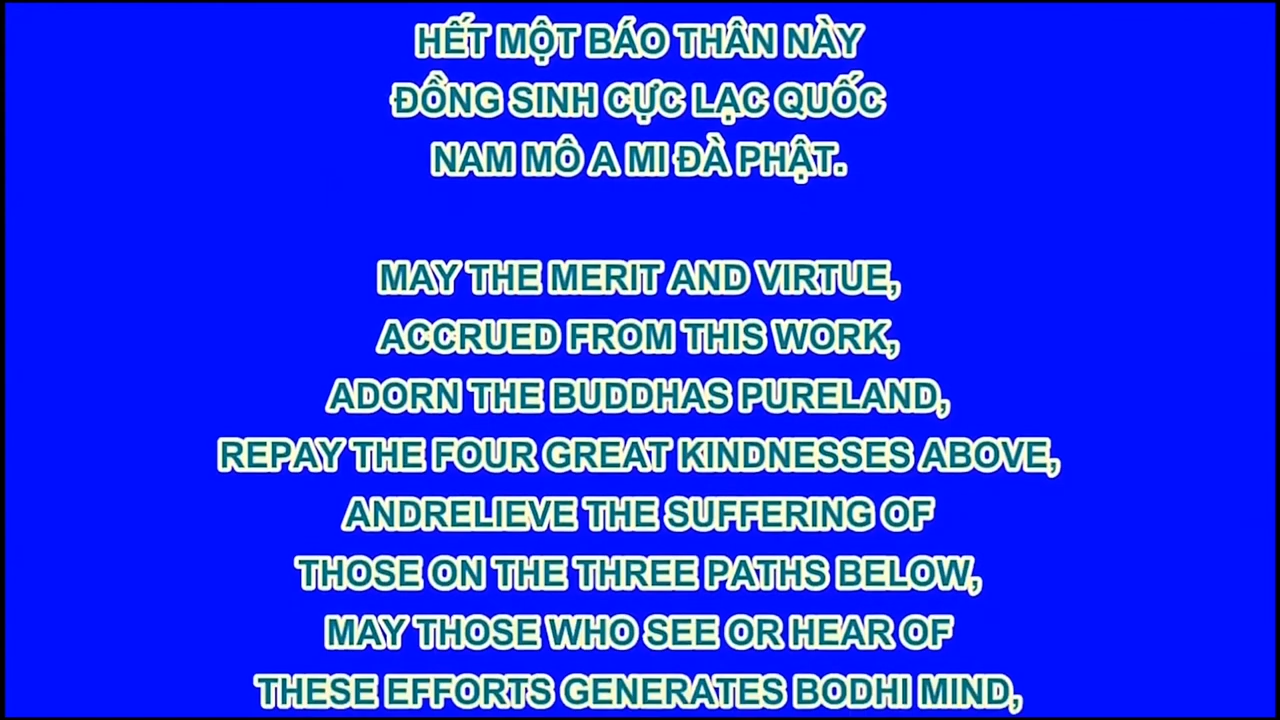 HẾT MỘT BÁO THÂN NÀY
ĐỒNG SINH CỰC LẠC QUỐC
NAM MÔ A MI ĐÀ PHẬT.
MAY THE MERIT AND VIRTUE,
ACCRUED FROM THIS WORK,
ADORN THE BUDDHAS PURELAND,
REPAY THE FOUR GREAT KINDNESSES ABOVE,
ANDRELIEVE THE SUFFERING OF
THOSE ON THE THREE PATHS BELOW,
MAY THOSE WHO SEE OR HEAR OF
THESE EFFORTS GENERATES BODHI MIND,